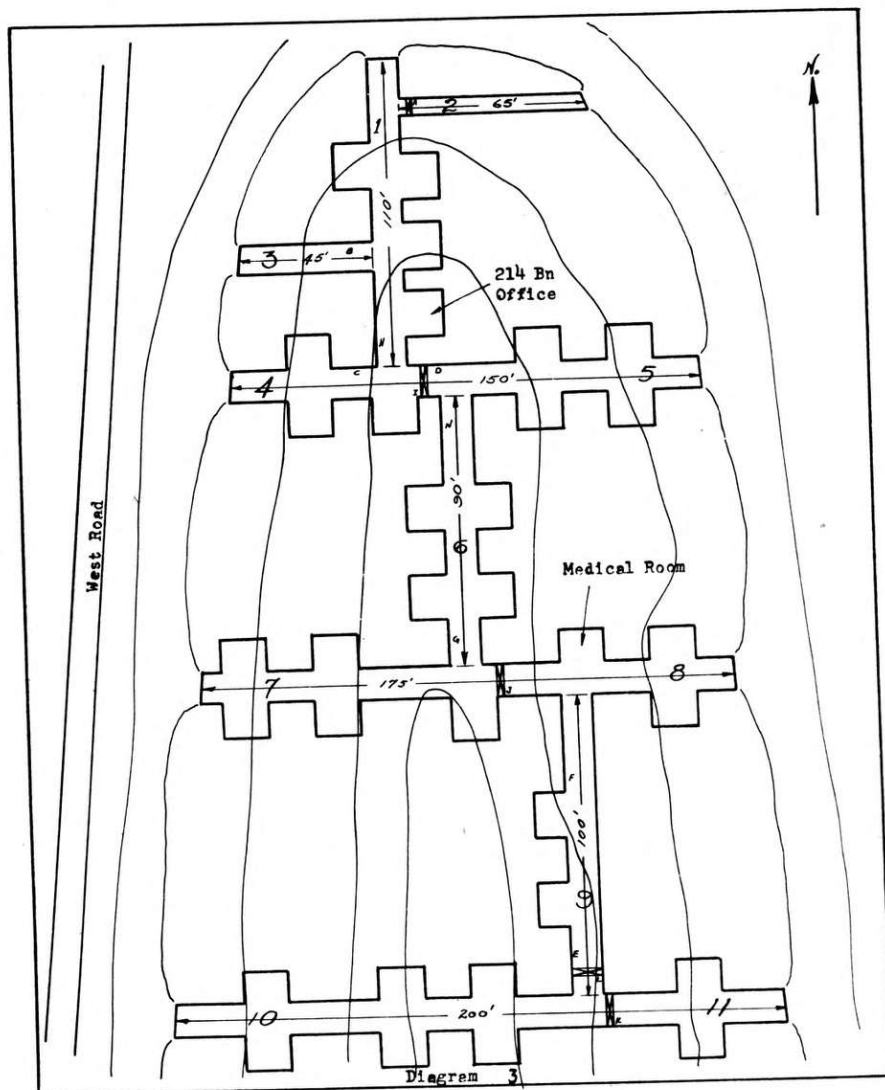 N.
1
2 65'
110'
3 45' B
214 Bn
Office
H
C
D
4
I
150'
5
N
90'
6
West Road
Medical Room
G
7
175'
J
8
F
100'
9
E
10
200'
K
11
Diagram 3